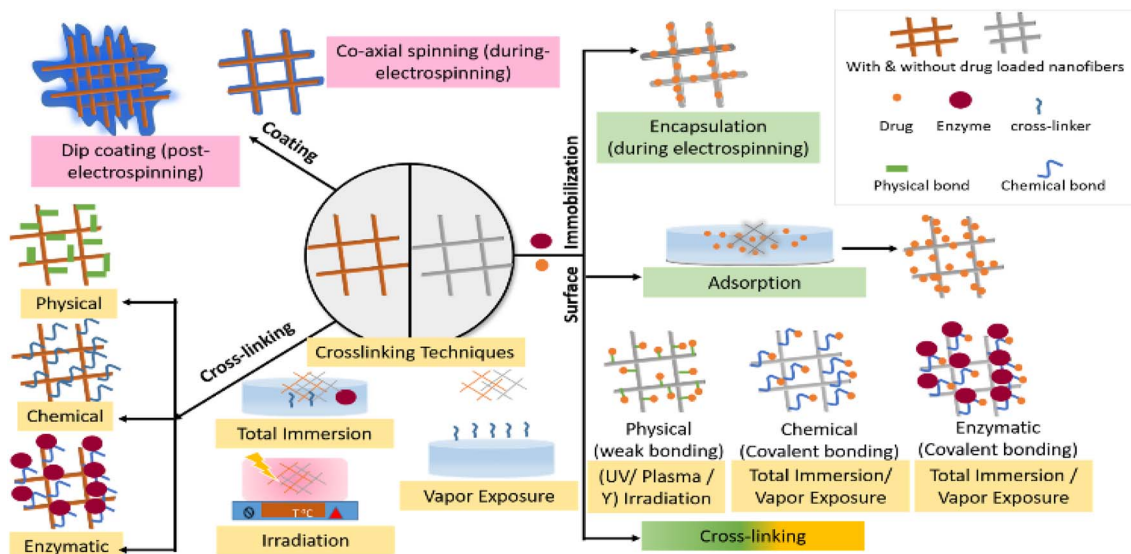 Co-axial spinning (during-
electrospinning)
Dip coating (post-
electrospinning)
Coating
Physical
Chemical
Enzymatic
Cross-linking
Crosslinking Techniques
Total Immersion
Vapor Exposure
T °C
Irradiation
Surface Immobilization
Encapsulation
(during electrospinning)
Adsorption
With & without drug loaded nanofibers
Drug
Enzyme
cross-linker
Physical bond
Chemical bond
Physical
(weak bonding)
(UV/ Plasma /
Y) Irradiation
Chemical
(Covalent bonding)
Total Immersion/
Vapor Exposure
Enzymatic
(Covalent bonding)
Total Immersion /
Vapor Exposure
Cross-linking